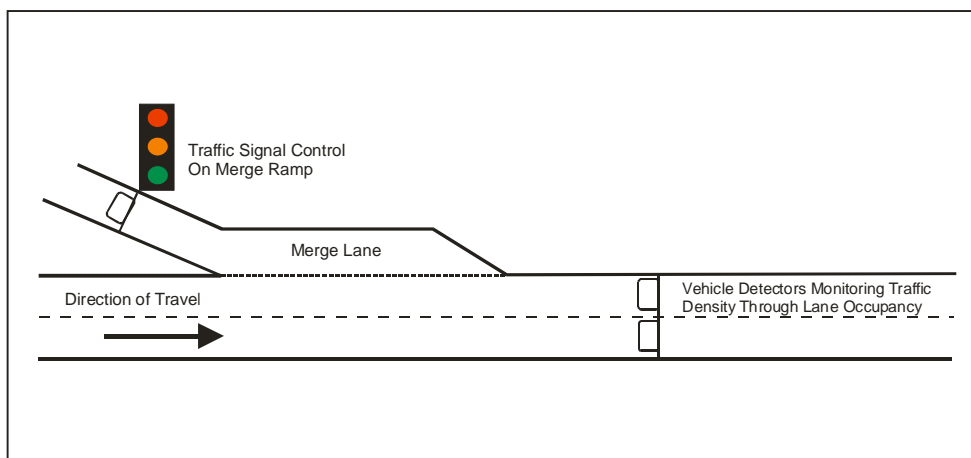 Traffic Signal Control
On Merge Ramp
Merge Lane
Direction of Travel
Vehicle Detectors Monitoring Traffic
Density Through Lane Occupancy